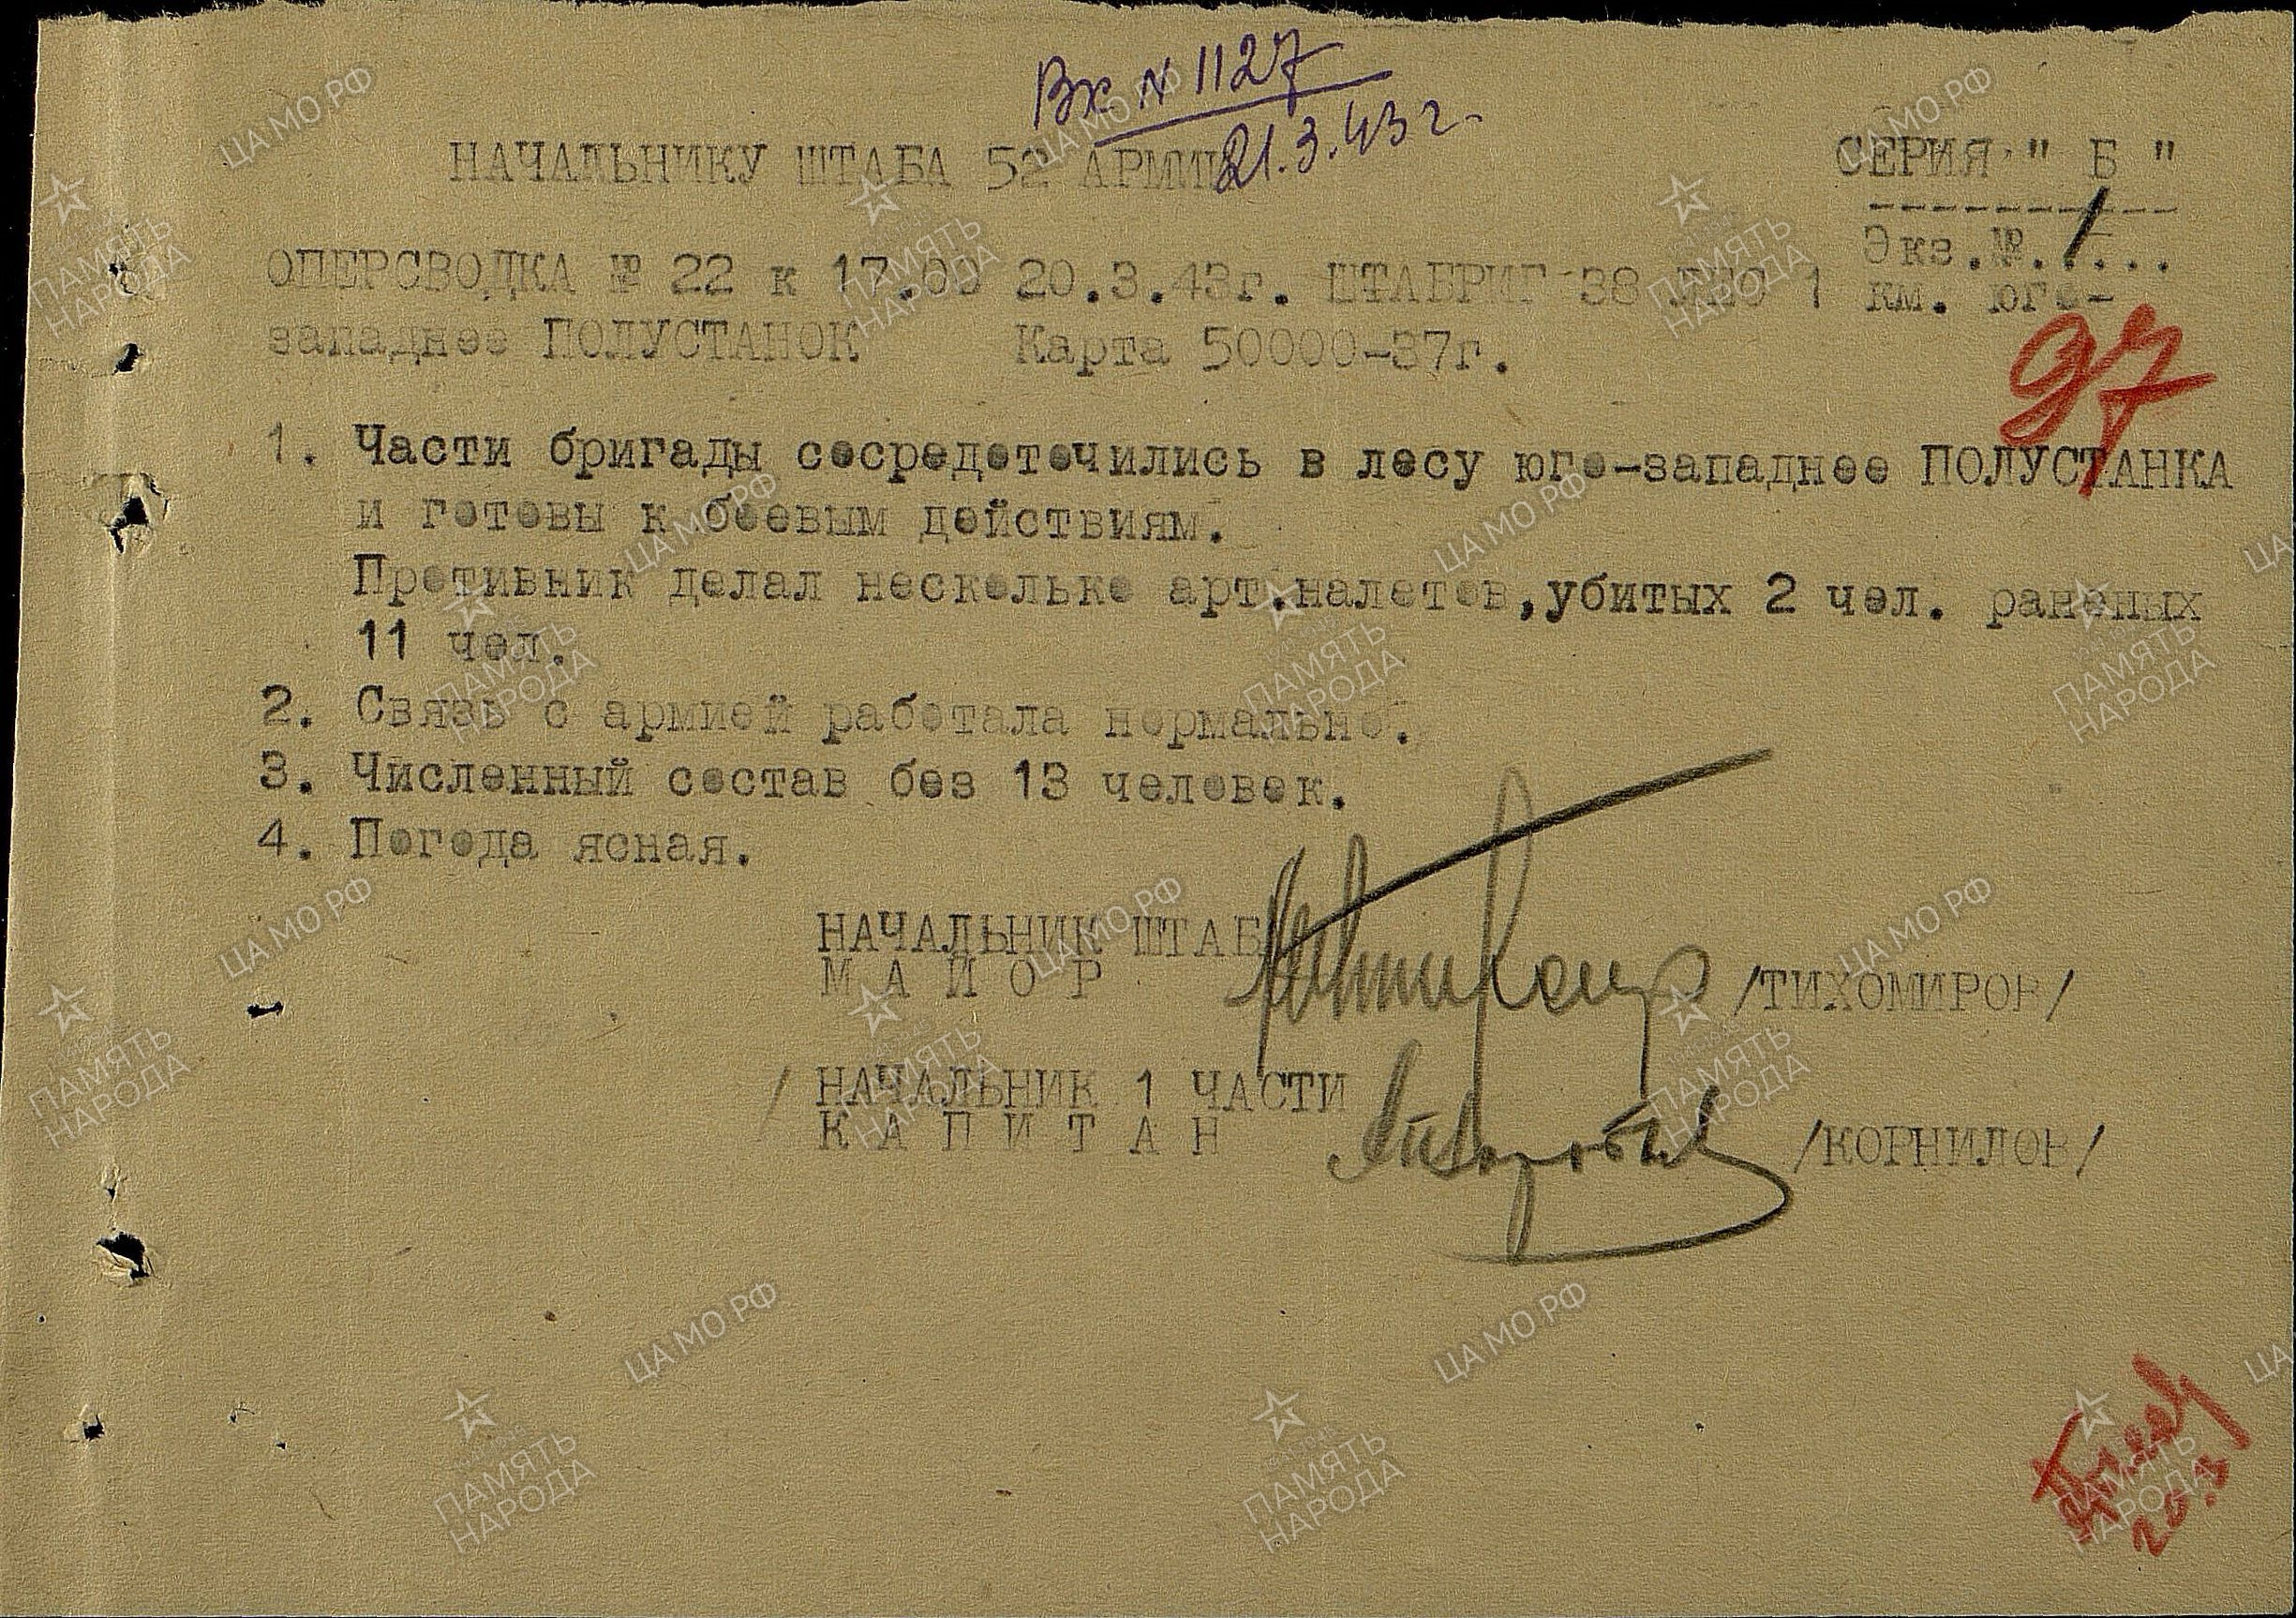 Вх № 1127
21.3.43 г.
НАЧАЛЬНИКУ ШТАБА 52 АРМИИ
СЕРИЯ " Б "
Экз.№.1...
ОПЕРСВОДКА № 22 к 17.00 20.3.43г. ШТАБРИГ 38 ЛЕС 1 км. юго-
западнее ПОЛУСТАНОК Карта 50000-37г.
97
1. Части бригады сосредоточились в лесу юго-западнее ПОЛУСТАНКА
и готовы к боевым действиям.
Противник делал несколько арт.налетов,убитых 2 чел. раненых
11 чел.
2. Связь с армией работала нормально.
3. Численный состав без 13 человек.
4. Погода ясная.
НАЧАЛЬНИК ШТАБА
МАЙОР /ТИХОМИРОВ/
/ НАЧАЛЬНИК 1 ЧАСТИ
КАПИТАН /КОРНИЛОВ/
20.3
ЦА МО РФ
ПАМЯТЬ НАРОДА